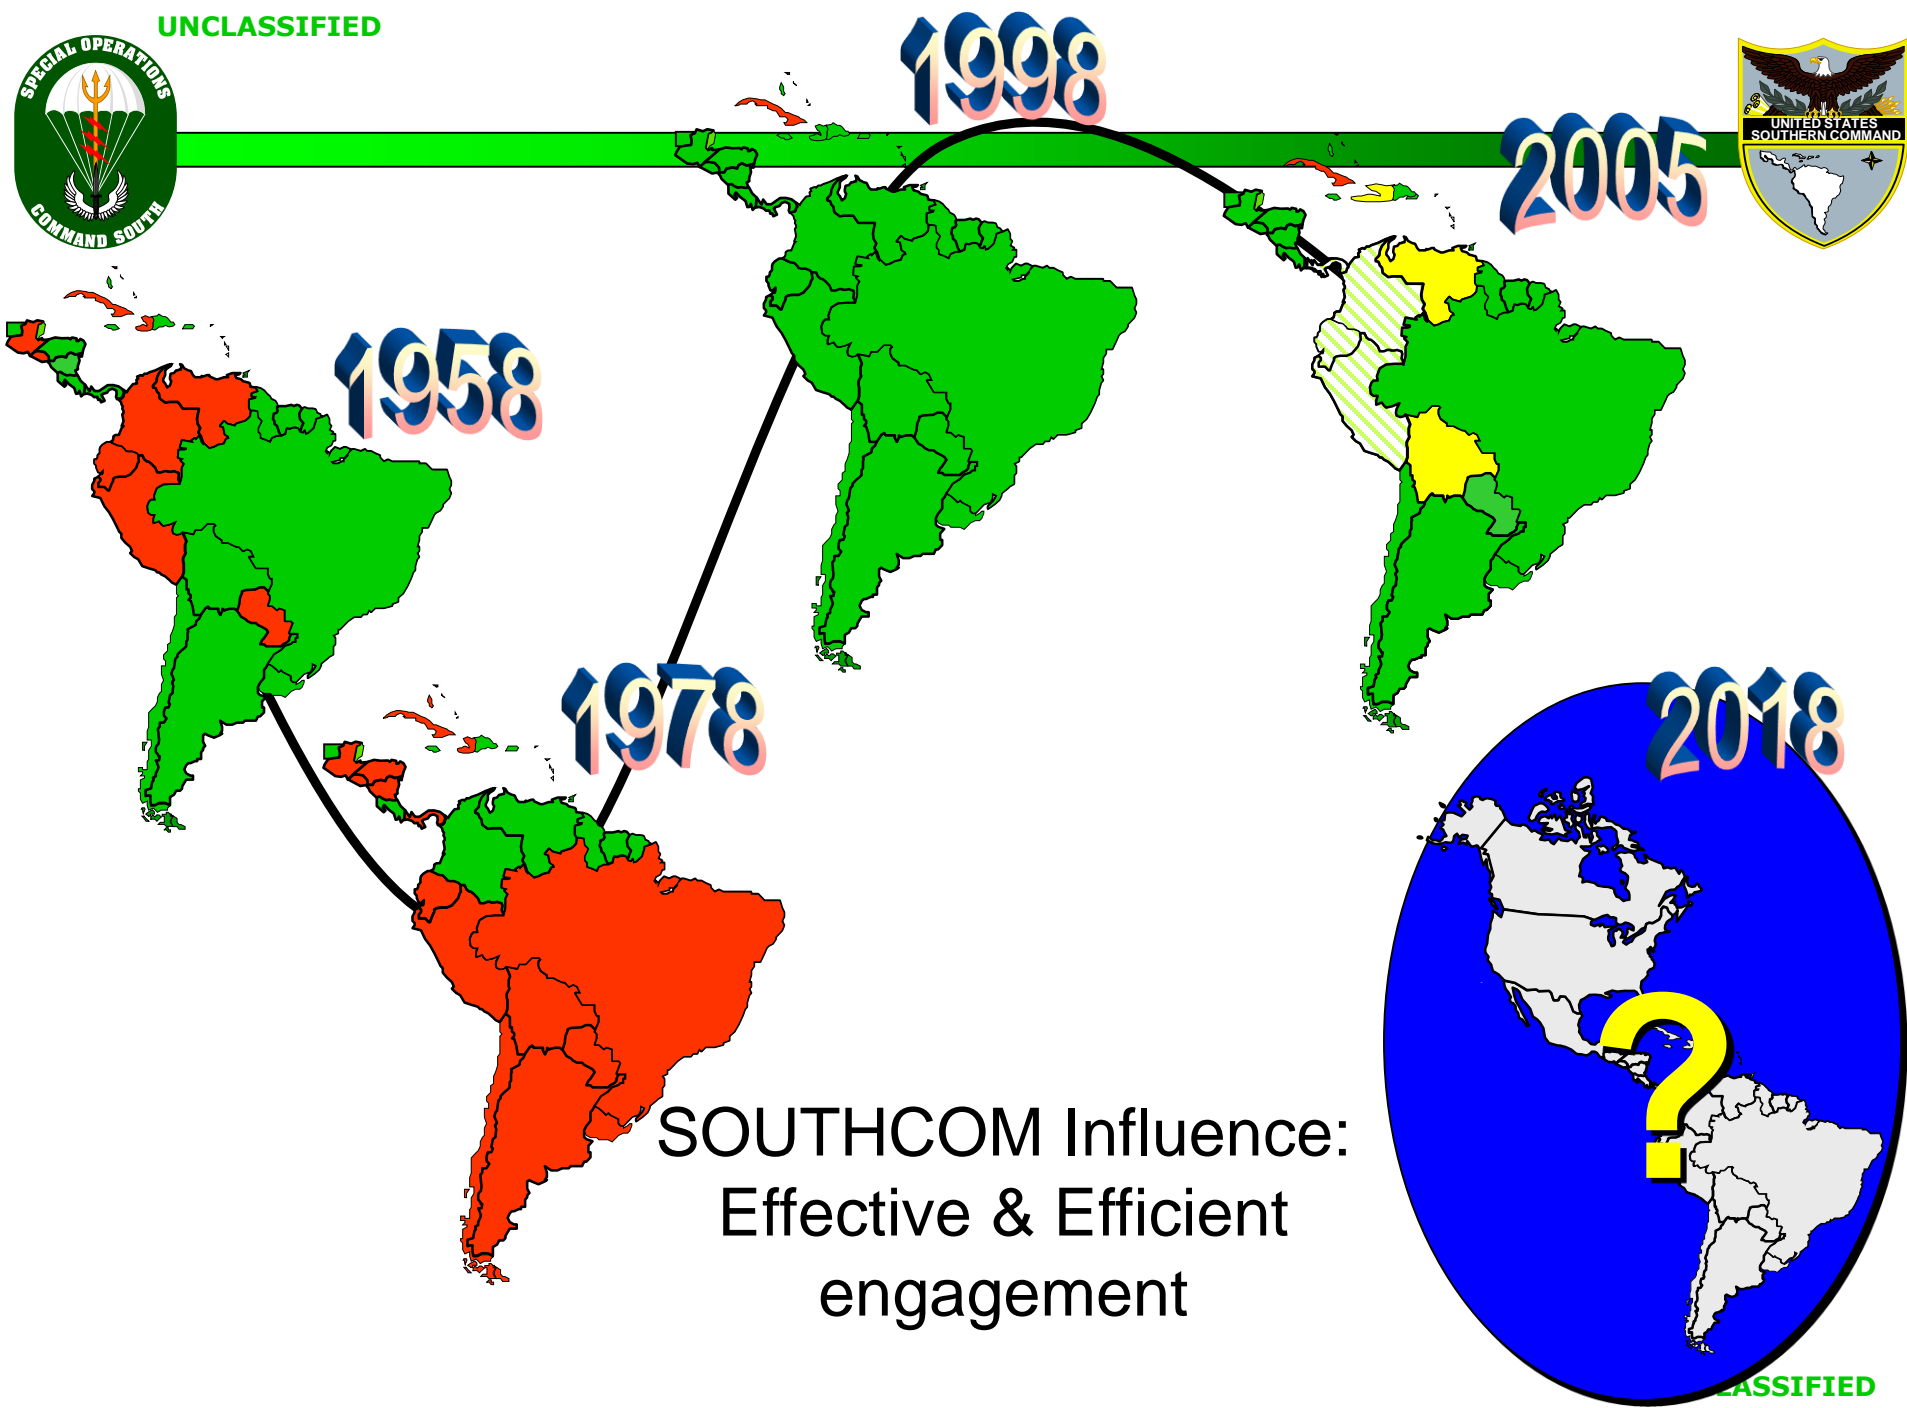 UNCLASSIFIED
SPECIAL OPERATIONS
COMMAND SOUTH
1998
UNITED STATES
SOUTHERN COMMAND
2005
1958
1978
2018
?
SOUTHCOM Influence:
Effective & Efficient
engagement
LASSIFIED